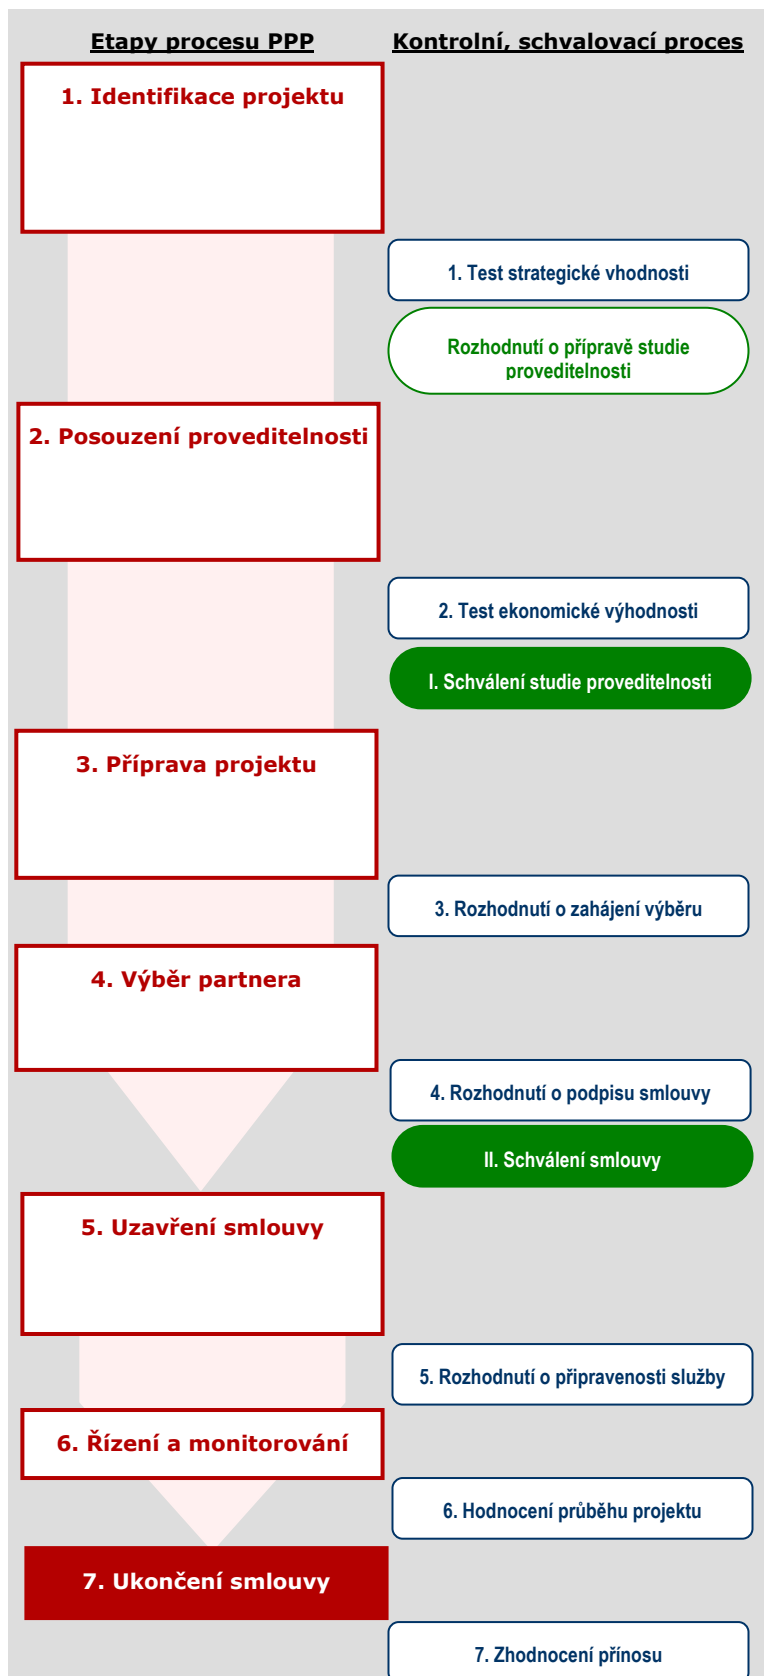 Etapy procesu PPP
Kontrolní, schvalovací proces
1. Identifikace projektu
1. Test strategické vhodnosti
Rozhodnutí o přípravě studie
proveditelnosti
2. Posouzení proveditelnosti
2. Test ekonomické výhodnosti
I. Schválení studie proveditelnosti
3. Příprava projektu
3. Rozhodnutí o zahájení výběru
4. Výběr partnera
4. Rozhodnutí o podpisu smlouvy
II. Schválení smlouvy
5. Uzavření smlouvy
5. Rozhodnutí o připravenosti služby
6. Řízení a monitorování
6. Hodnocení průběhu projektu
7. Ukončení smlouvy
7. Zhodnocení přínosu